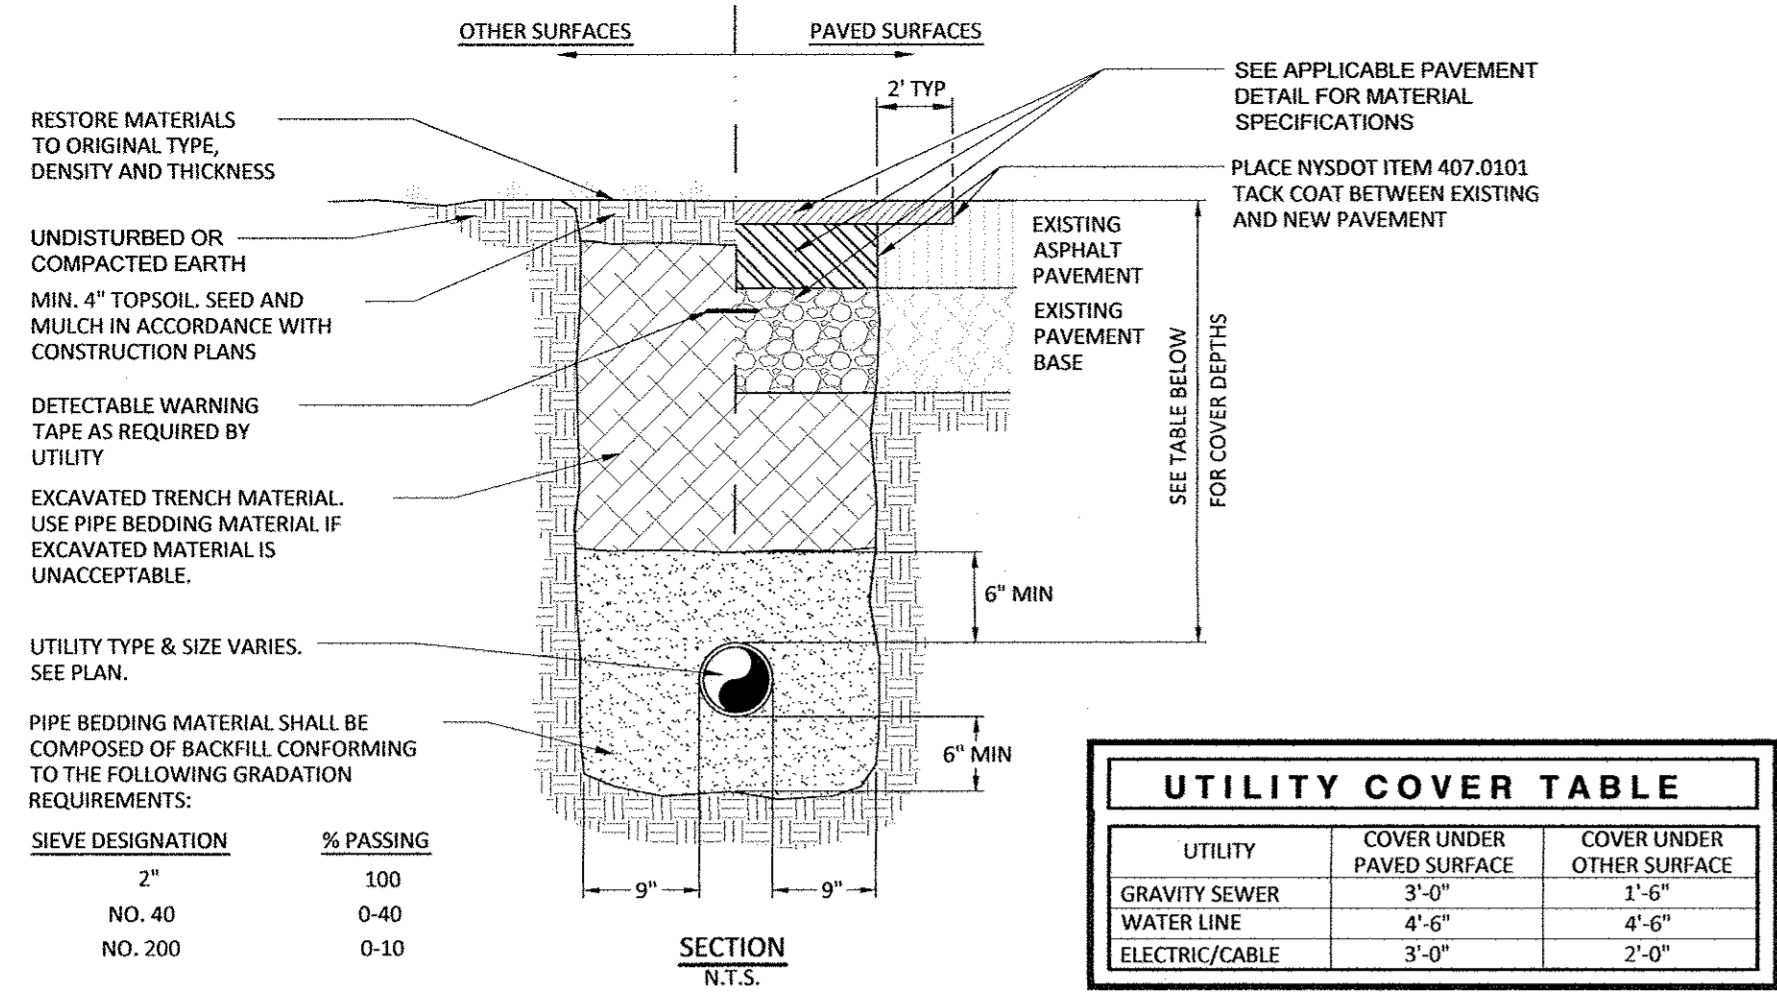 OTHER SURFACES
PAVED SURFACES
2' TYP
SEE APPLICABLE PAVEMENT
DETAIL FOR MATERIAL
SPECIFICATIONS
RESTORE MATERIALS
TO ORIGINAL TYPE,
DENSITY AND THICKNESS
PLACE NYSDOT ITEM 407.0101
TACK COAT BETWEEN EXISTING
AND NEW PAVEMENT
UNDISTURBED OR
COMPACTED EARTH
EXISTING
ASPHALT
PAVEMENT
MIN. 4" TOPSOIL. SEED AND
MULCH IN ACCORDANCE WITH
CONSTRUCTION PLANS
EXISTING
PAVEMENT
BASE
SEE TABLE BELOW
FOR COVER DEPTHS
DETECTABLE WARNING
TAPE AS REQUIRED BY
UTILITY
EXCAVATED TRENCH MATERIAL.
USE PIPE BEDDING MATERIAL IF
EXCAVATED MATERIAL IS
UNACCEPTABLE.
6" MIN
UTILITY TYPE & SIZE VARIES.
SEE PLAN.
PIPE BEDDING MATERIAL SHALL BE
COMPOSED OF BACKFILL CONFORMING
TO THE FOLLOWING GRADATION
REQUIREMENTS:
6" MIN
SIEVE DESIGNATION % PASSING
2" 100
NO. 40 0-40
NO. 200 0-10
9" 9"
SECTION
N.T.S.
UTILITY COVER TABLE
UTILITY COVER UNDER PAVED SURFACE COVER UNDER OTHER SURFACE
GRAVITY SEWER 3'-0" 1'-6"
WATER LINE 4'-6" 4'-6"
ELECTRIC/CABLE 3'-0" 2'-0"